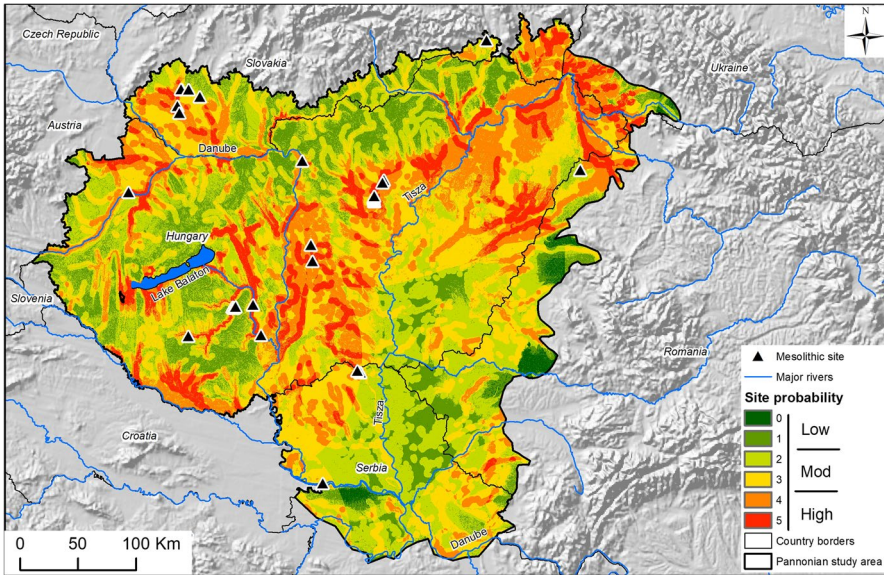 Czech Republic
N
Slovakia
Ukraine
Austria
Danube
Tisza
Hungary
Lake Balaton
Slovenia
Romania
Croatia
Tisza
Serbia
Danube
Mesolithic site
Major rivers
Site probability
0
1
Low
2
3
Mod
4
5
High
Country borders
Pannonian study area
0 50 100 Km